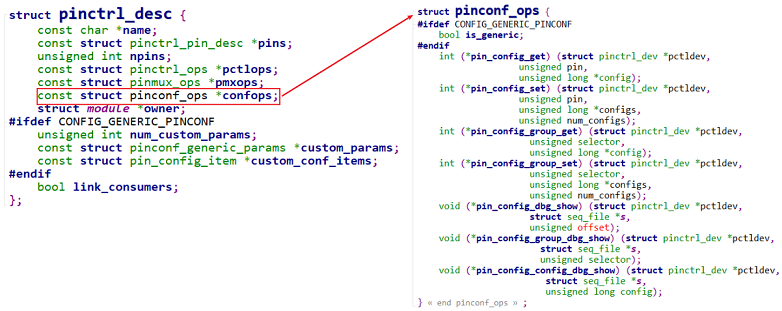 struct pinctrl_desc {
const char *name;
const struct pinctrl_pin_desc *pins;
unsigned int npins;
const struct pinctrl_ops *pctlops;
const struct pinmux_ops *pmxops;
const struct pinconf_ops *confops;
struct module *owner;
#ifdef CONFIG_GENERIC_PINCONF
unsigned int num_custom_params;
const struct pinconf_generic_params *custom_params;
const struct pin_config_item *custom_conf_items;
#endif
bool link_consumers;
};
struct pinconf_ops {
#ifdef CONFIG_GENERIC_PINCONF
bool is_generic;
#endif
int (*pin_config_get) (struct pinctrl_dev *pctldev,
unsigned pin,
unsigned long *config);
int (*pin_config_set) (struct pinctrl_dev *pctldev,
unsigned pin,
unsigned long *configs,
unsigned num_configs);
int (*pin_config_group_get) (struct pinctrl_dev *pctldev,
unsigned selector,
unsigned long *config);
int (*pin_config_group_set) (struct pinctrl_dev *pctldev,
unsigned selector,
unsigned long *configs,
unsigned num_configs);
void (*pin_config_dbg_show) (struct pinctrl_dev *pctldev,
struct seq_file *s,
unsigned offset);
void (*pin_config_group_dbg_show) (struct pinctrl_dev *pctldev,
struct seq_file *s,
unsigned selector);
void (*pin_config_config_dbg_show) (struct pinctrl_dev *pctldev,
struct seq_file *s,
unsigned long config);
} « end pinconf_ops » ;